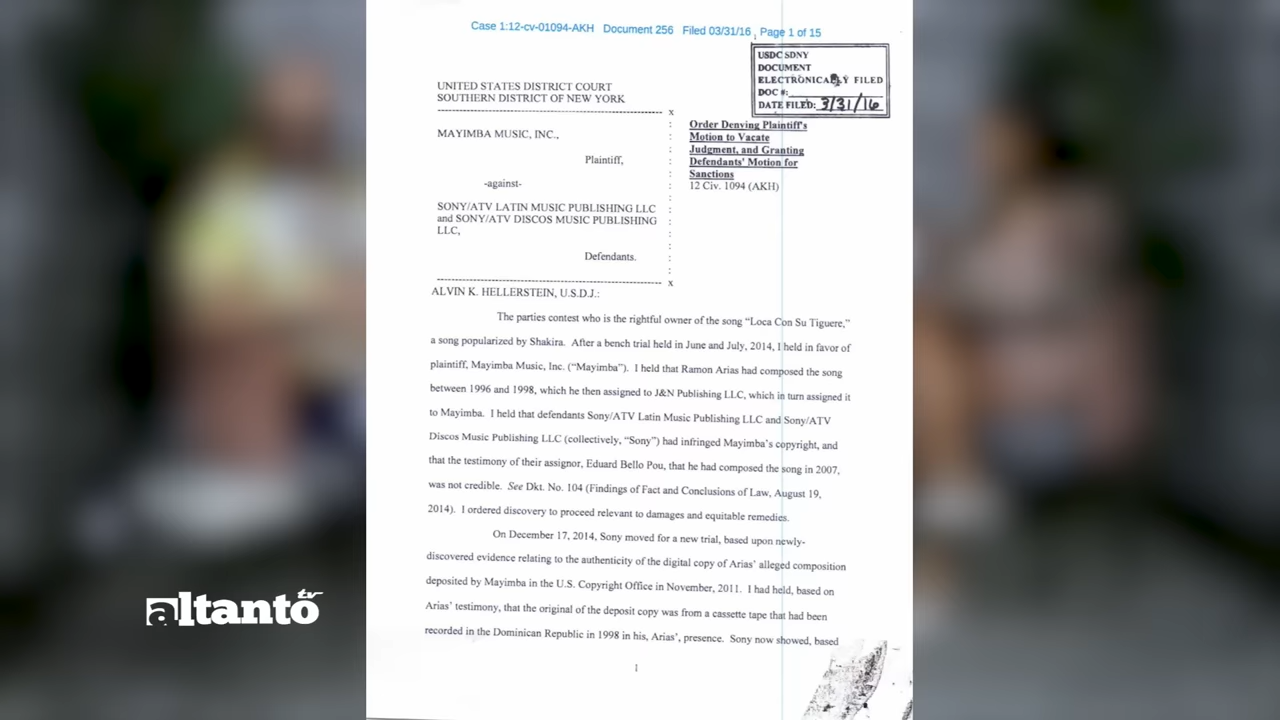 Case 1:12-cv-01094-AKH Document 256 Filed 03/31/16 Page 1 of 15
USDC SDNY
DOCUMENT
ELECTRONICALLY FILED
DOC #:
DATE FILED: 3/31/16
UNITED STATES DISTRICT COURT
SOUTHERN DISTRICT OF NEW YORK
MAYIMBA MUSIC, INC.,
Plaintiff,
-against-
SONY/ATV LATIN MUSIC PUBLISHING LLC
and SONY/ATV DISCOS MUSIC PUBLISHING
LLC,
Defendants.
x
x
Order Denying Plaintiff's
Motion to Vacate
Judgment, and Granting
Defendants' Motion for
Sanctions
12 Civ. 1094 (AKH)
ALVIN K. HELLERSTEIN, U.S.D.J.:
The parties contest who is the rightful owner of the song “Loca Con Su Tiguere,”
a song popularized by Shakira. After a bench trial held in June and July, 2014, I held in favor of
plaintiff, Mayimba Music, Inc. (“Mayimba”). I held that Ramon Arias had composed the song
between 1996 and 1998, which he then assigned to J&N Publishing LLC, which in turn assigned it
to Mayimba. I held that defendants Sony/ATV Latin Music Publishing LLC and Sony/ATV
Discos Music Publishing LLC (collectively, “Sony”) had infringed Mayimba’s copyright, and
that the testimony of their assignor, Eduard Bello Pou, that he had composed the song in 2007,
was not credible. See Dkt. No. 104 (Findings of Fact and Conclusions of Law, August 19,
2014). I ordered discovery to proceed relevant to damages and equitable remedies.
On December 17, 2014, Sony moved for a new trial, based upon newly-
discovered evidence relating to the authenticity of the digital copy of Arias’ alleged composition
deposited by Mayimba in the U.S. Copyright Office in November, 2011. I had held, based on
Arias’ testimony, that the original of the deposit copy was from a cassette tape that had been
recorded in the Dominican Republic in 1998 in his, Arias’, presence. Sony now showed, based
1
altanto tv